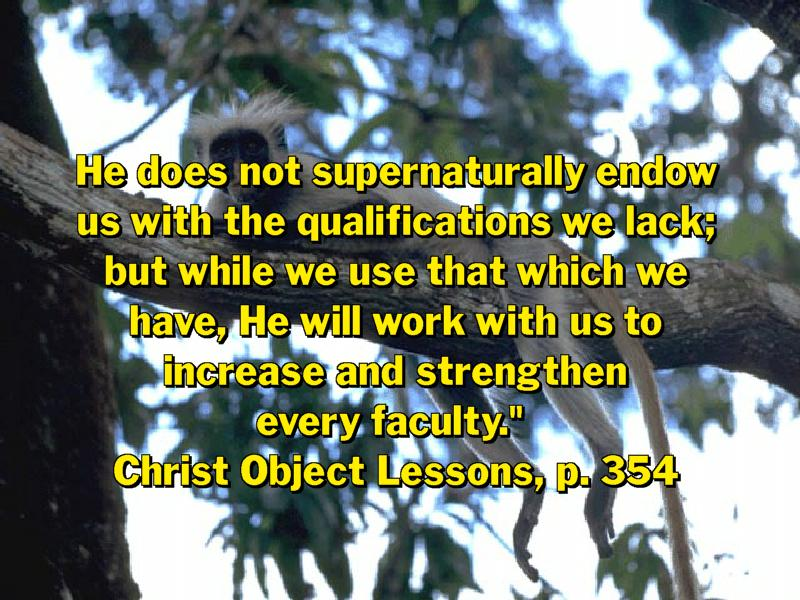 He does not supernaturally endow
us with the qualifications we lack;
but while we use that which we
have, He will work with us to
increase and strengthen
every faculty."
Christ Object Lessons, p. 354